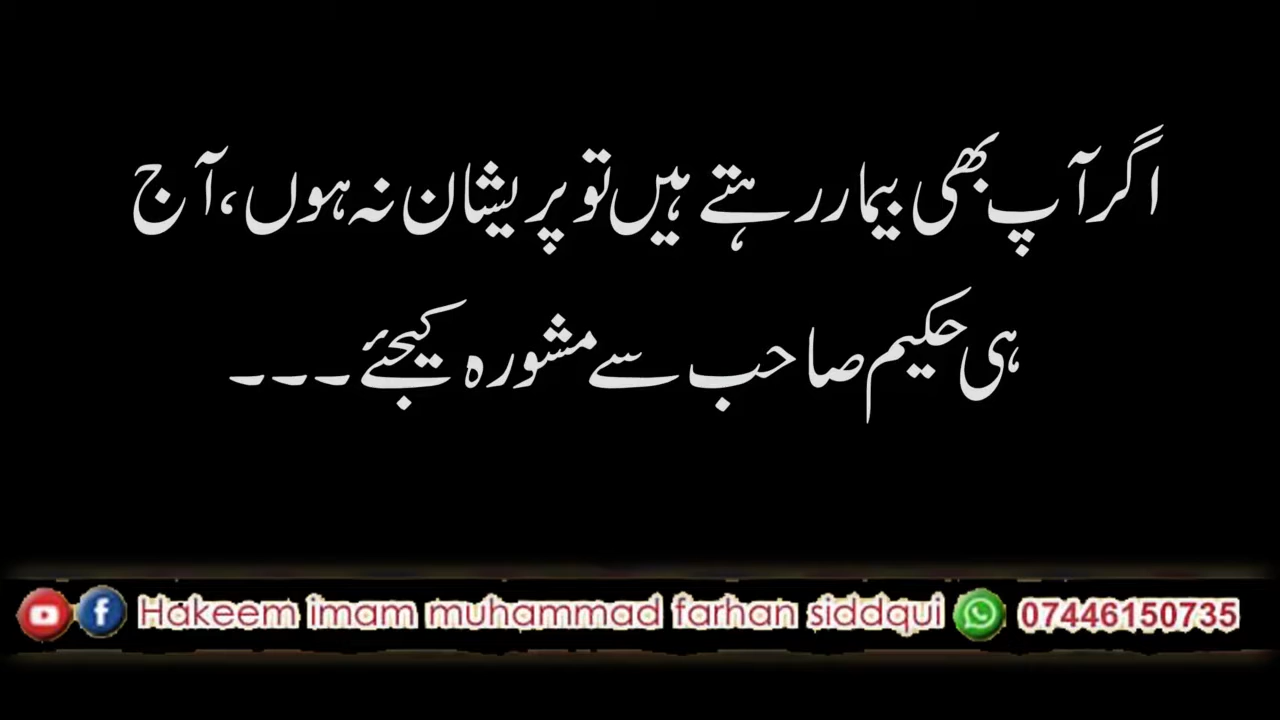 اگر آپ بھی بیمار رہتے ہیں تو پریشان نہ ہوں، آج
ہی حکیم صاحب سے مشورہ کیجئے۔۔۔
Hakeem imam muhammad farhan siddqui 07446150735